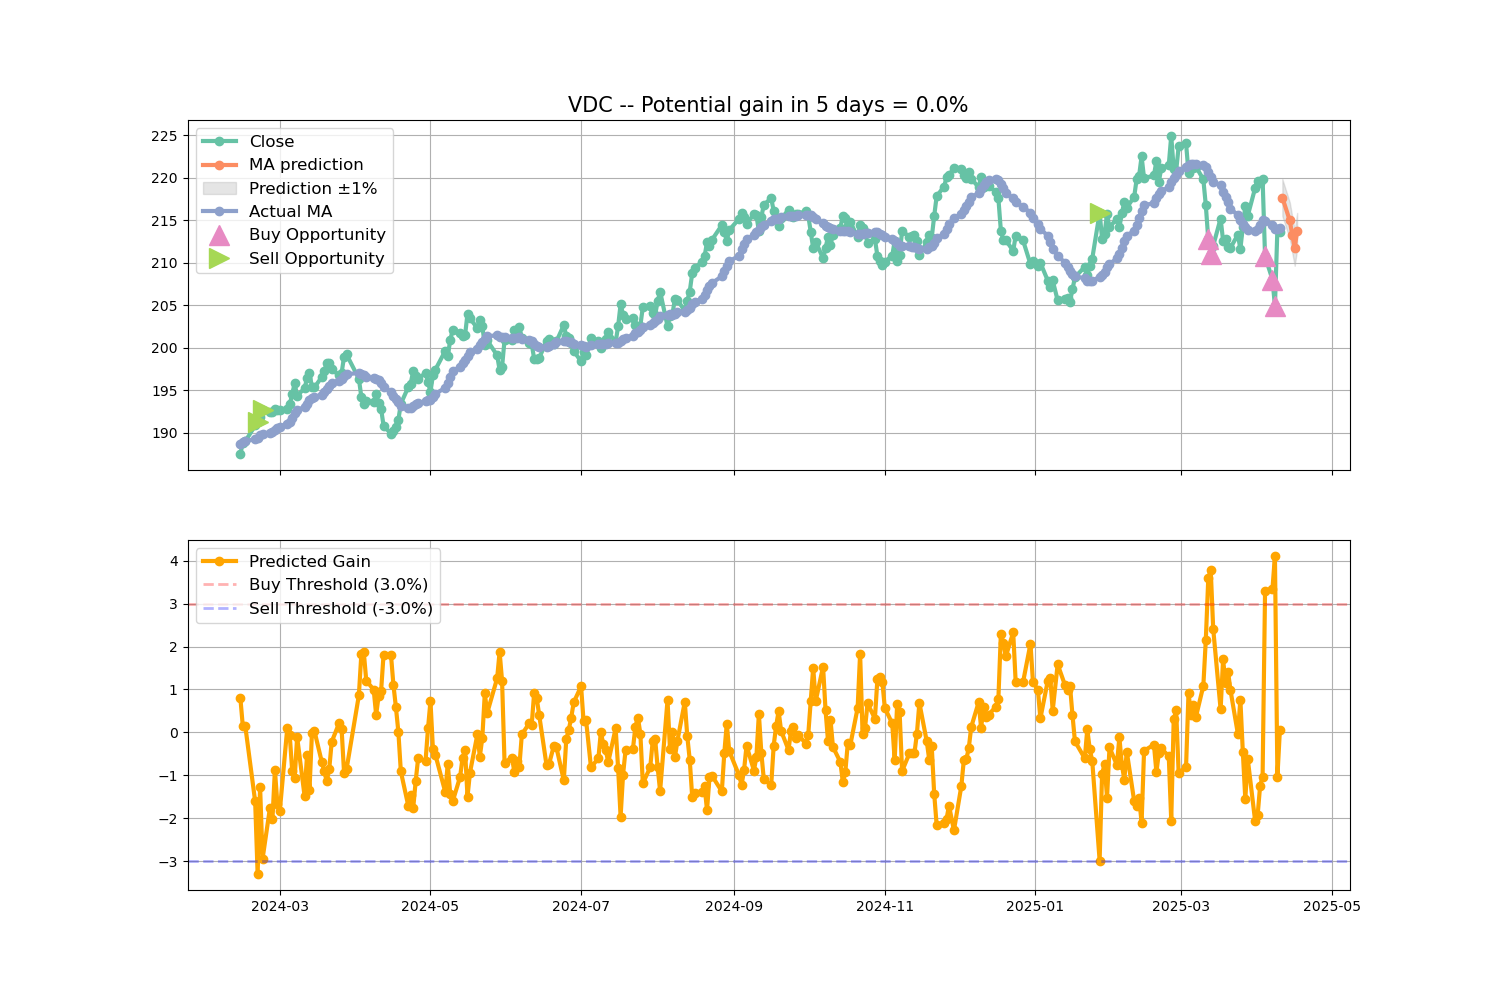 VDC -- Potential gain in 5 days = 0.0%
225
220
215
210
205
200
195
190
Close
MA prediction
Prediction ±1%
Actual MA
Buy Opportunity
Sell Opportunity
4
3
2
1
0
−1
−2
−3
Predicted Gain
Buy Threshold (3.0%)
Sell Threshold (-3.0%)
2024-03
2024-05
2024-07
2024-09
2024-11
2025-01
2025-03
2025-05